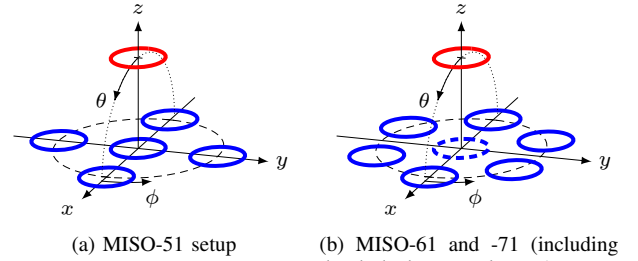 z
z
θ
θ
y
y
x
ϕ
x
ϕ
(a) MISO-51 setup
(b) MISO-61 and -71 (including